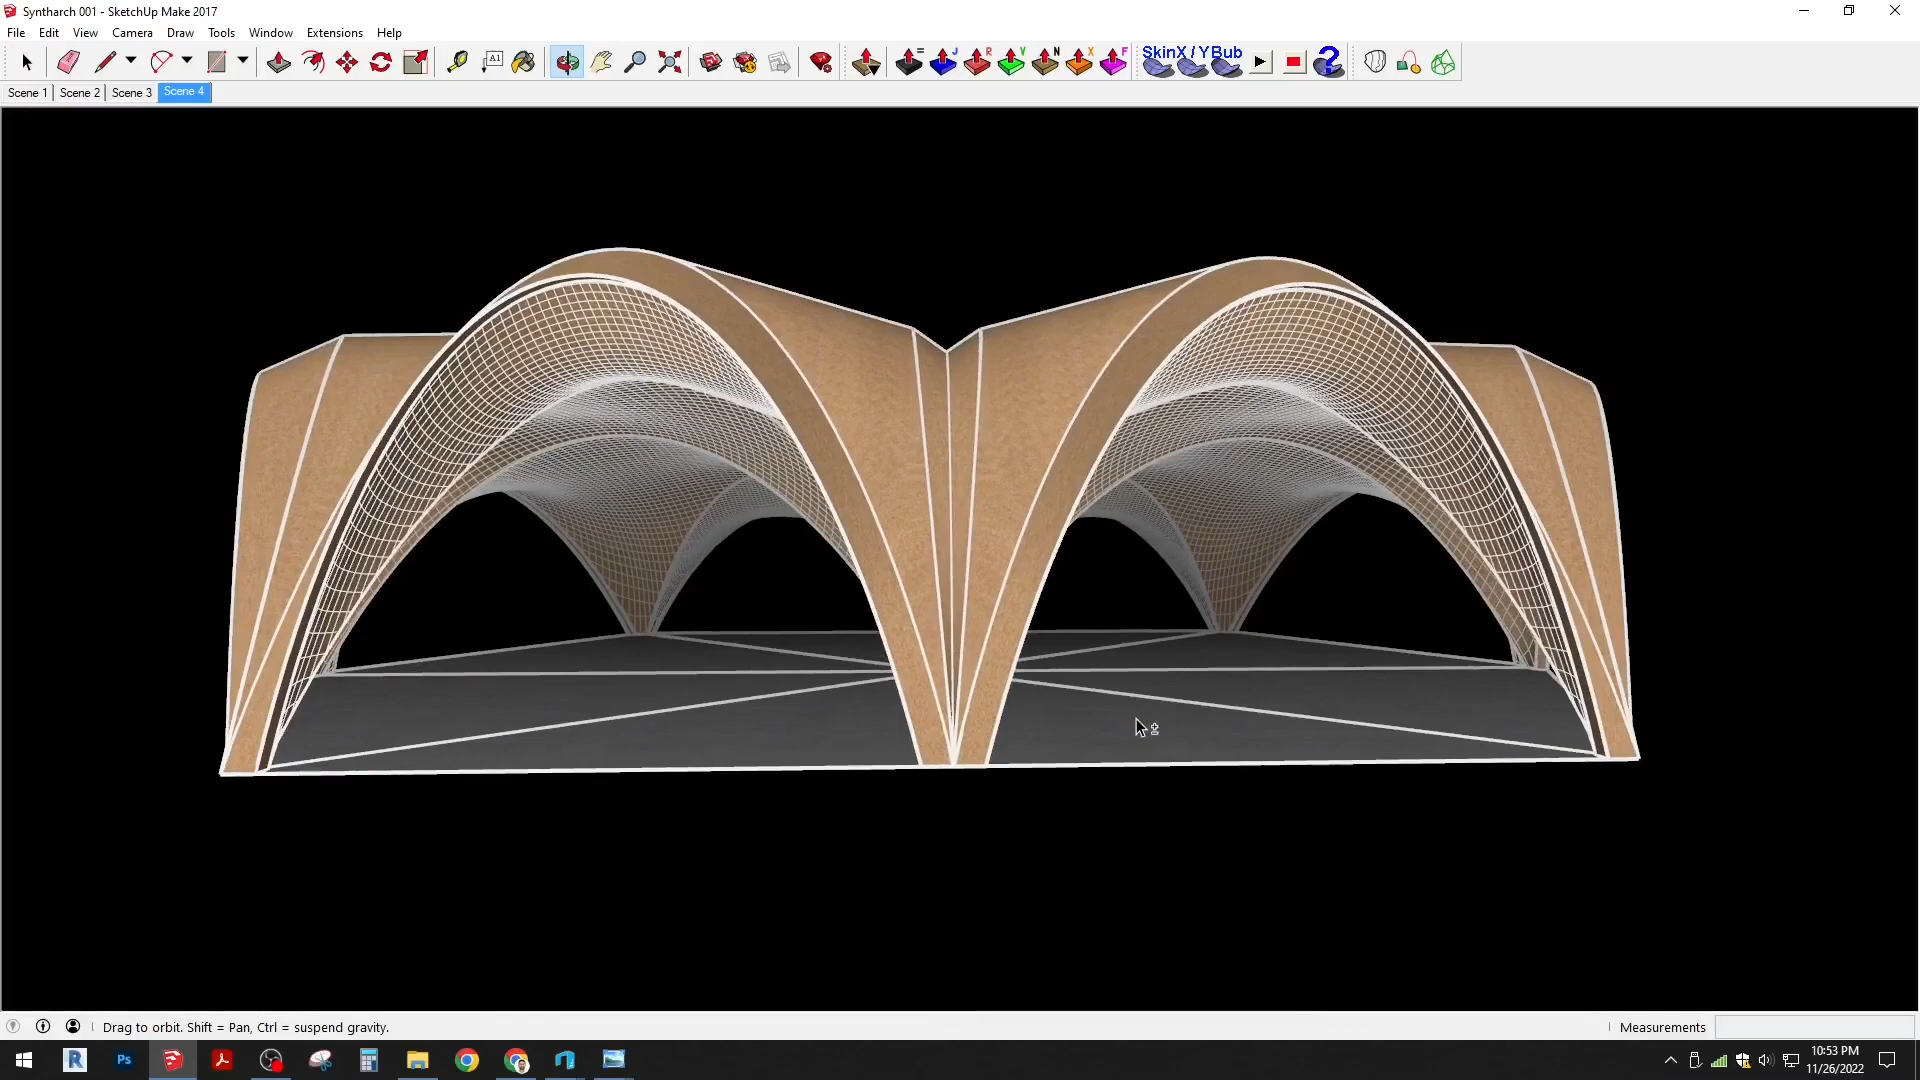 Syntharch 001 - SketchUp Make 2017
File Edit View Camera Draw Tools Window Extensions Help
A1 = J R V N X F SkinX / YBub ?
Scene 1 Scene 2 Scene 3 Scene 4
Drag to orbit. Shift = Pan, Ctrl = suspend gravity.
Measurements
R Ps
10:53 PM
11/26/2022